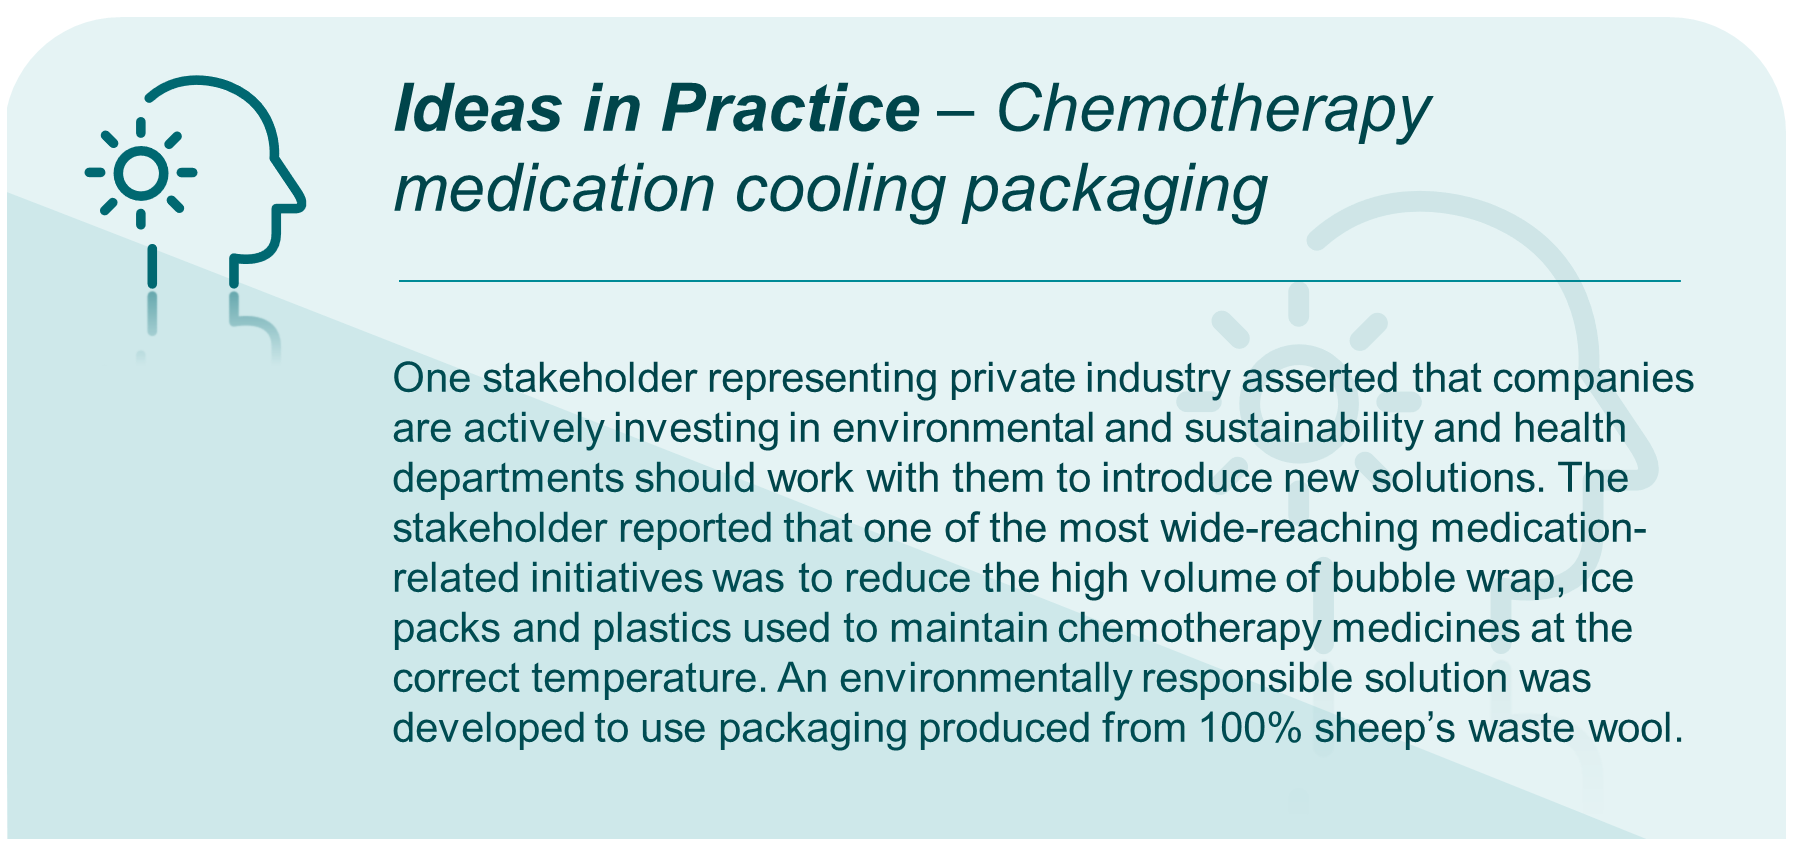 Ideas in Practice – Chemotherapy
medication cooling packaging
One stakeholder representing private industry asserted that companies
are actively investing in environmental and sustainability and health
departments should work with them to introduce new solutions. The
stakeholder reported that one of the most wide-reaching medication-
related initiatives was to reduce the high volume of bubble wrap, ice
packs and plastics used to maintain chemotherapy medicines at the
correct temperature. An environmentally responsible solution was
developed to use packaging produced from 100% sheep’s waste wool.